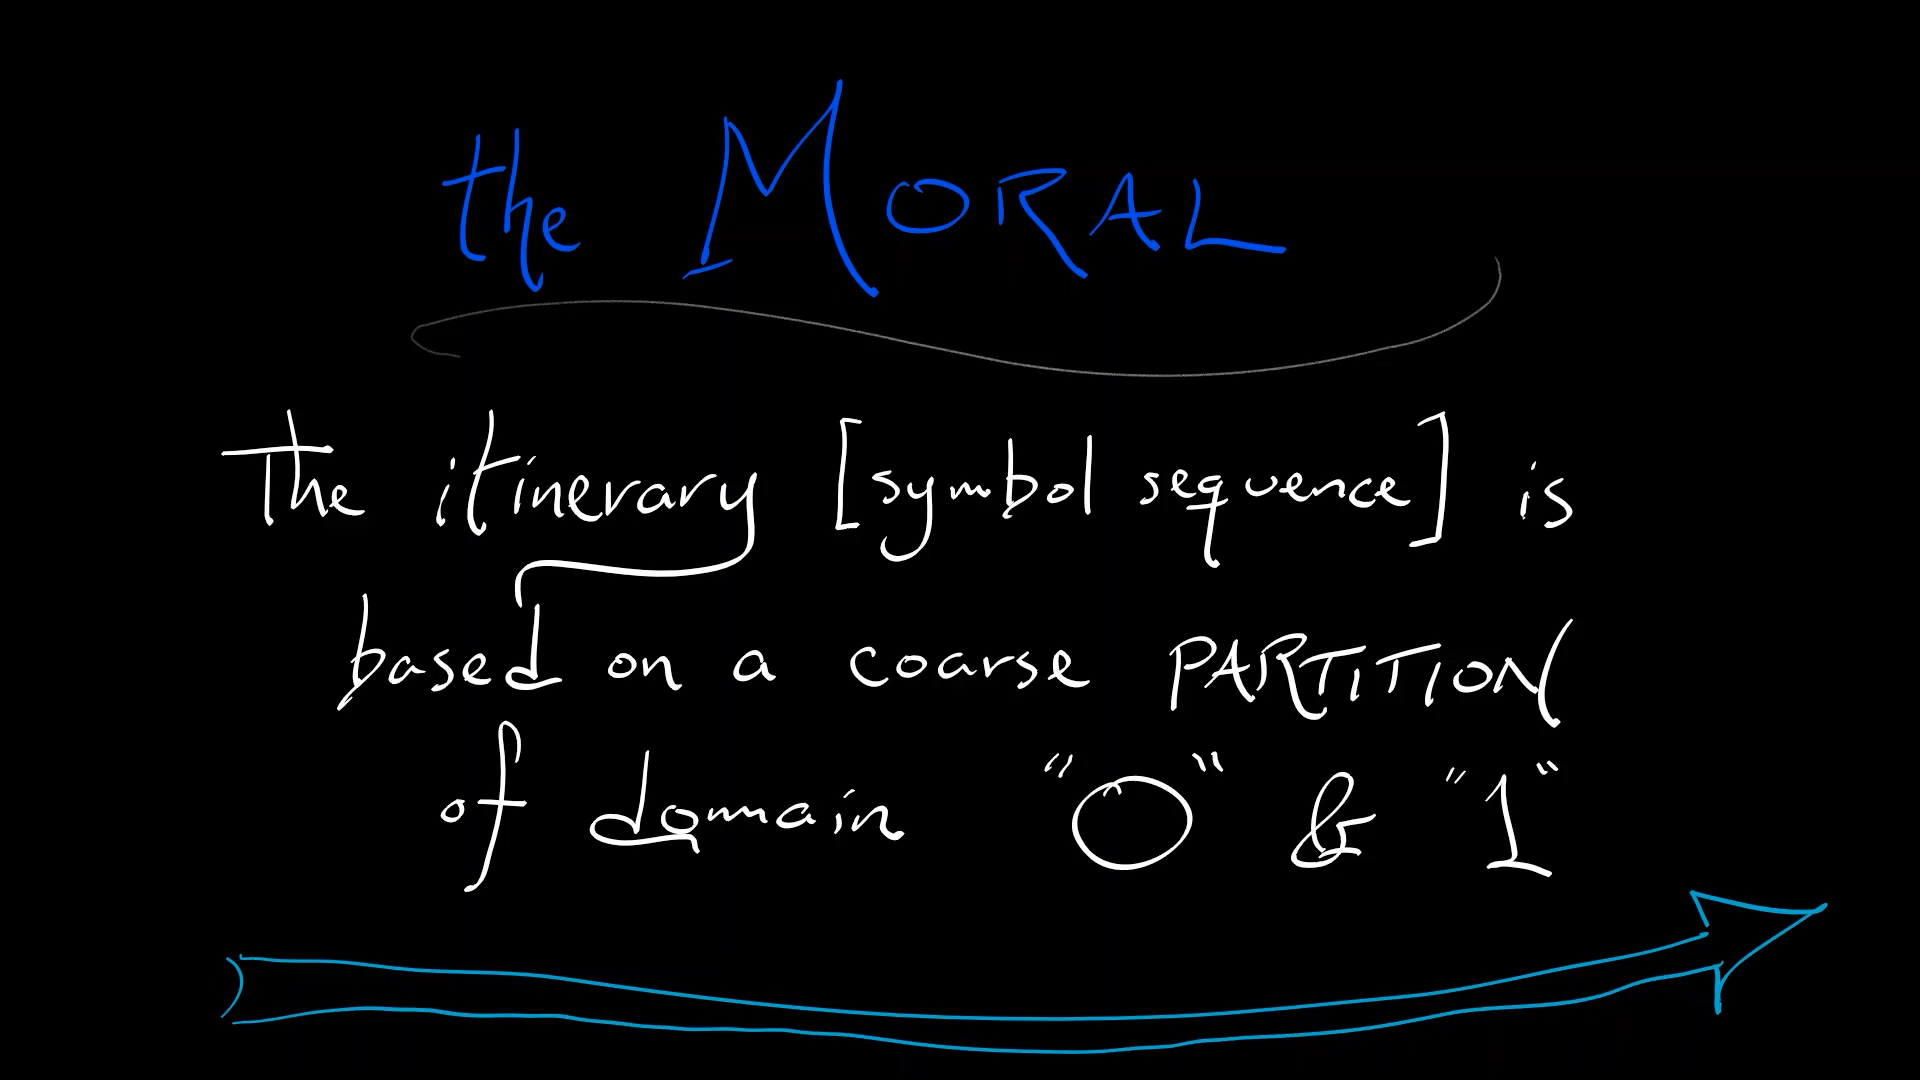 the MORAL
The itinerary [symbol sequence] is
based on a coarse PARTITION
of domain "0" & "1"